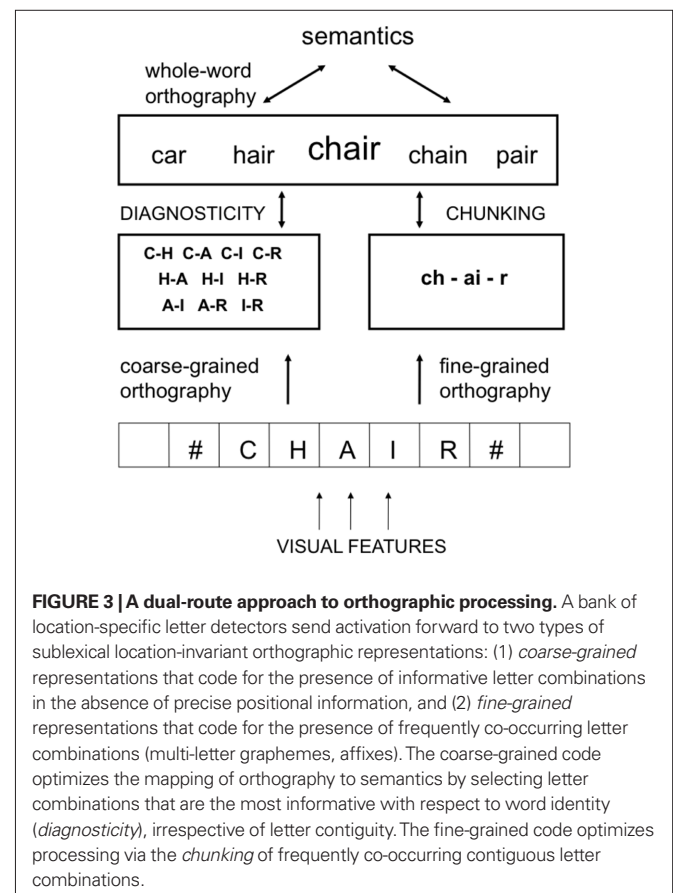 semantics
whole-word
orthography
car hair chair chain pair
DIAGNOSTICITY CHUNKING
C-H C-A C-I C-R
H-A H-I H-R
A-I A-R I-R
ch - ai - r
coarse-grained
orthography
fine-grained
orthography
# C H A I R #
VISUAL FEATURES
FIGURE 3 | A dual-route approach to orthographic processing. A bank of
location-specific letter detectors send activation forward to two types of
sublexical location-invariant orthographic representations: (1) coarse-grained
representations that code for the presence of informative letter combinations
in the absence of precise positional information, and (2) fine-grained
representations that code for the presence of frequently co-occurring letter
combinations (multi-letter graphemes, affixes). The coarse-grained code
optimizes the mapping of orthography to semantics by selecting letter
combinations that are the most informative with respect to word identity
(diagnosticity), irrespective of letter contiguity. The fine-grained code optimizes
processing via the chunking of frequently co-occurring contiguous letter
combinations.